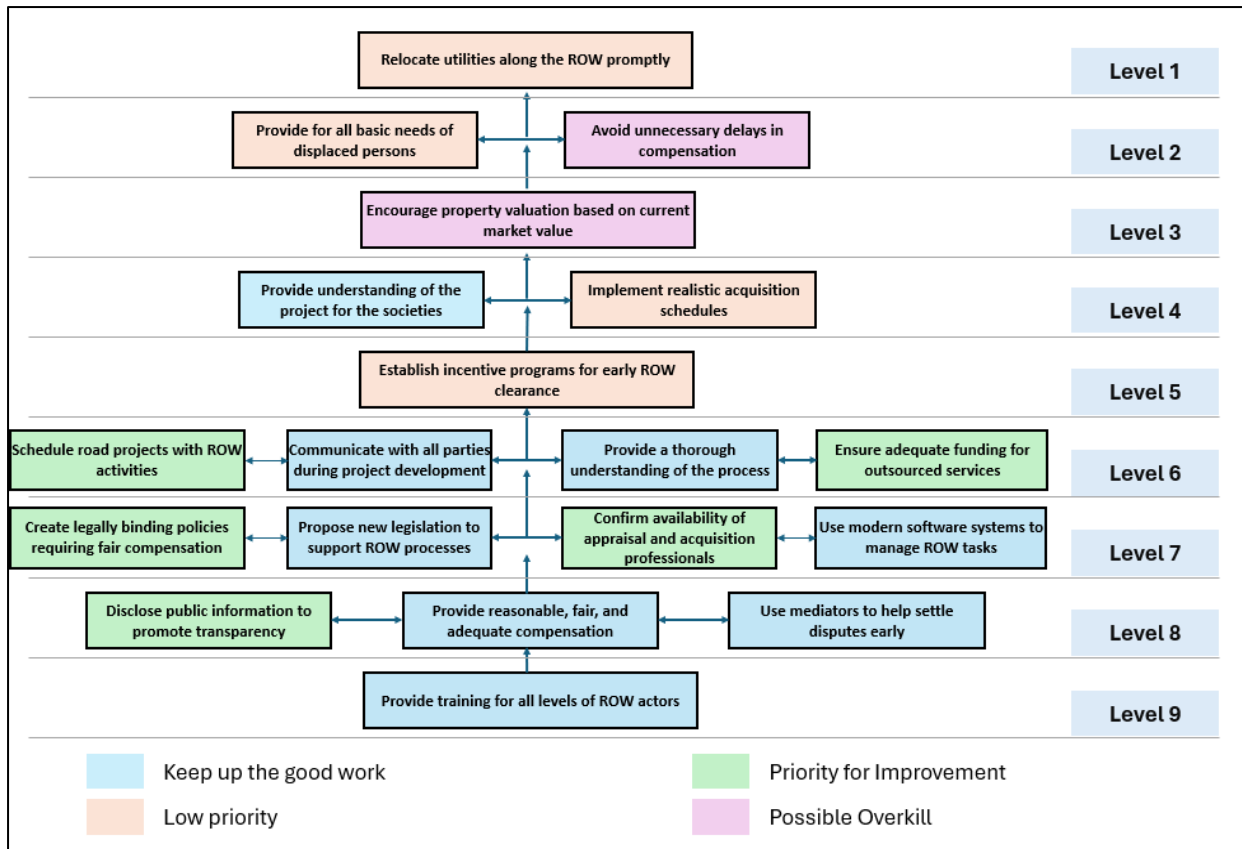 Relocate utilities along the ROW promptly
Level 1
Provide for all basic needs of
displaced persons
Avoid unnecessary delays in
compensation
Level 2
Encourage property valuation based on current
market value
Level 3
Provide understanding of the
project for the societies
Implement realistic acquisition
schedules
Level 4
Establish incentive programs for early ROW
clearance
Level 5
Schedule road projects with ROW
activities
Communicate with all parties
during project development
Provide a thorough
understanding of the process
Ensure adequate funding for
outsourced services
Level 6
Create legally binding policies
requiring fair compensation
Propose new legislation to
support ROW processes
Confirm availability of
appraisal and acquisition
professionals
Use modern software systems to
manage ROW tasks
Level 7
Disclose public information to
promote transparency
Provide reasonable, fair, and
adequate compensation
Use mediators to help settle
disputes early
Level 8
Provide training for all levels of ROW actors
Level 9
Keep up the good work
Priority for Improvement
Low priority
Possible Overkill